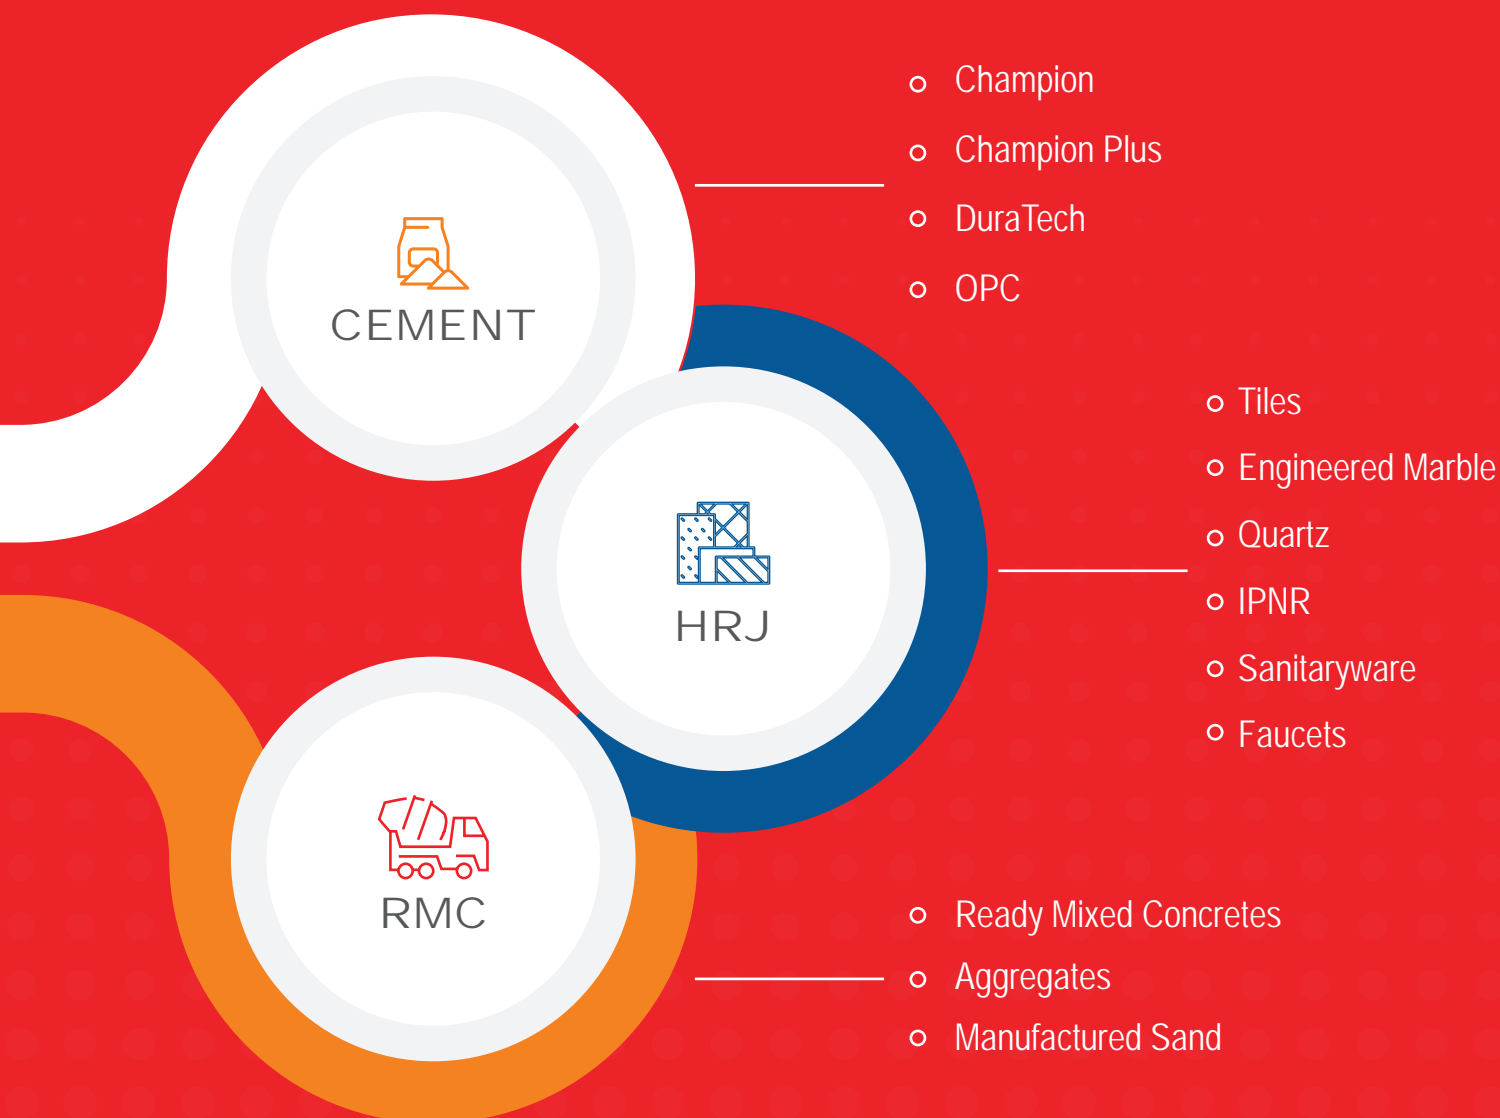 CEMENT
Champion
Champion Plus
DuraTech
OPC
HRJ
Tiles
Engineered Marble
Quartz
IPNR
Sanitaryware
Faucets
RMC
Ready Mixed Concretes
Aggregates
Manufactured Sand